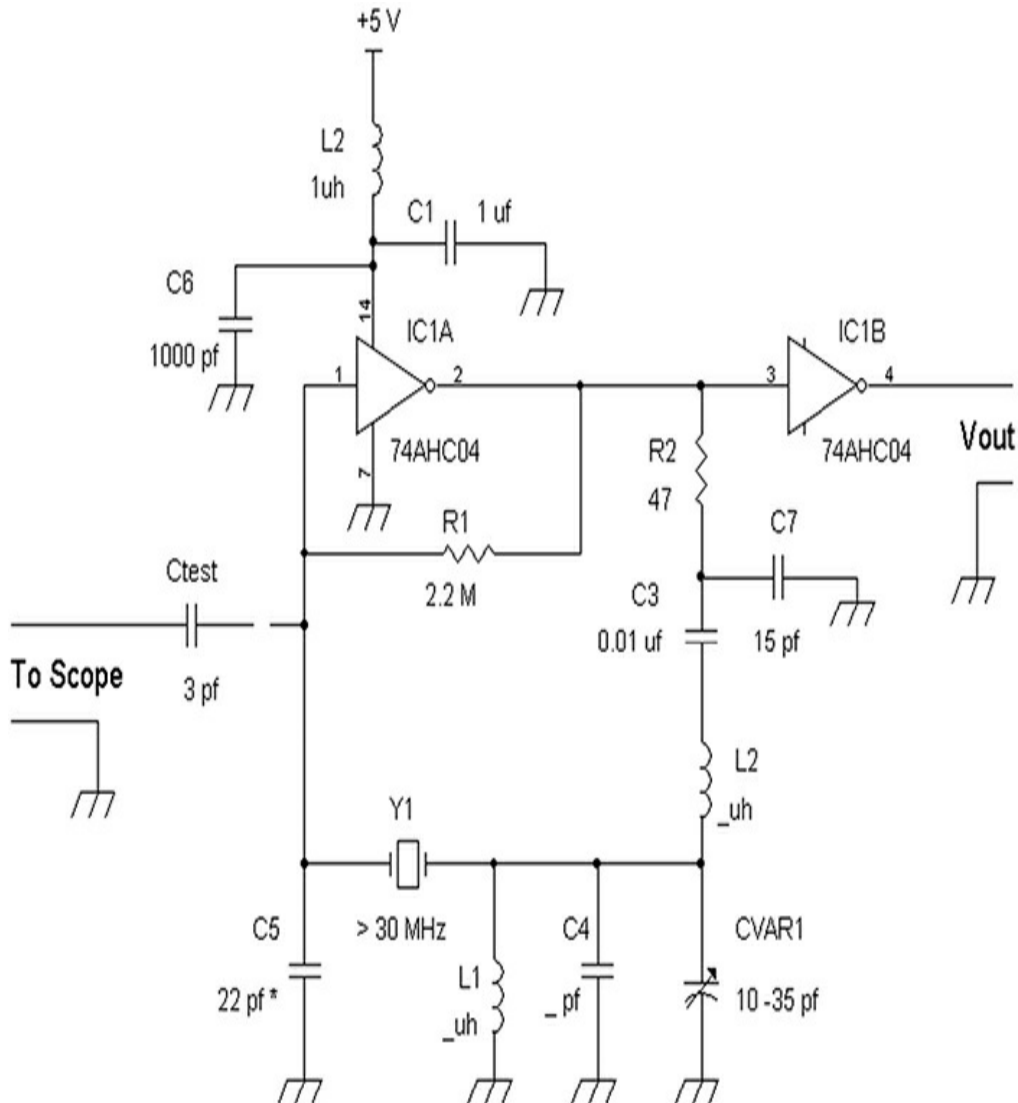 +5 V
L2
1uh
C1
1 uf
C6
1000 pf
14
IC1A
1
2
74AHC04
7
IC1B
3
4
74AHC04
Vout
R1
2.2 M
R2
47
C7
15 pf
C3
0.01 uf
Ctest
3 pf
To Scope
L2
_uh
Y1
> 30 MHz
C5
22 pf *
L1
_uh
C4
_ pf
CVAR1
10 -35 pf